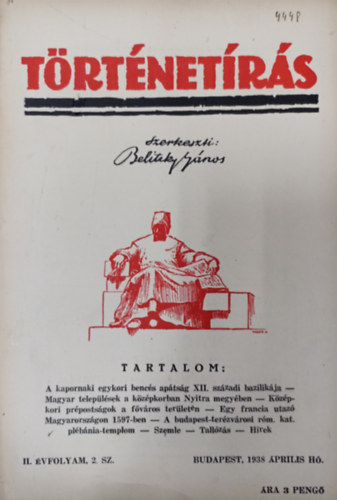 4448
TÖRTÉNETÍRÁS
Szerkeszti:
Belitzky János
TARTALOM:
A kapornaki egykori bencés apátság XII. századi bazilikája —
Magyar települések a középkorban Nyitra megyében — Közép-
kori prépostságok a főváros területén — Egy francia utazó
Magyarországon 1597-ben — A budapest-terézvárosi róm. kat.
plébánia-templom — Szemle — Tallózás — Hírek
II. ÉVFOLYAM, 2. SZ.
BUDAPEST, 1938 ÁPRILIS HÓ.
ÁRA 3 PENGŐ